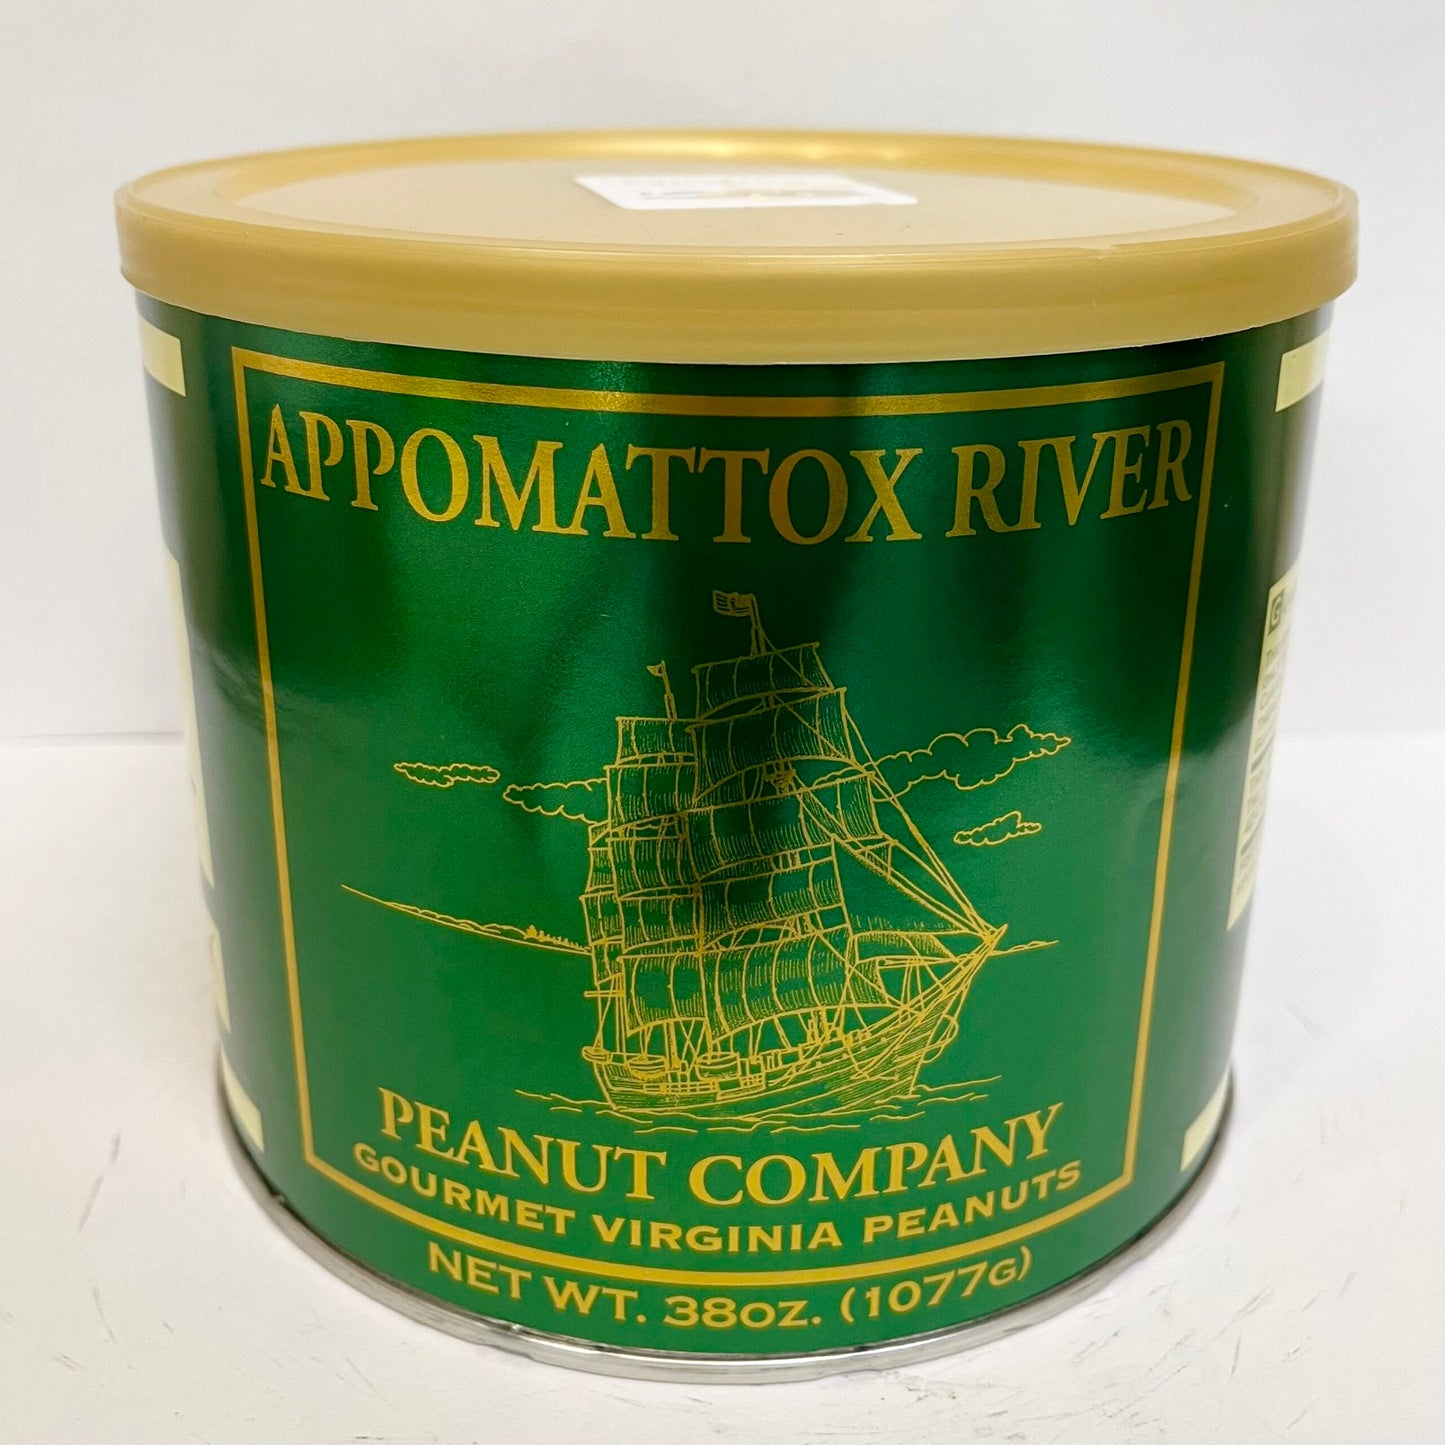 APPOMATTOX RIVER
PEANUT COMPANY
GOURMET VIRGINIA PEANUTS
NET WT. 38OZ. (1077G)